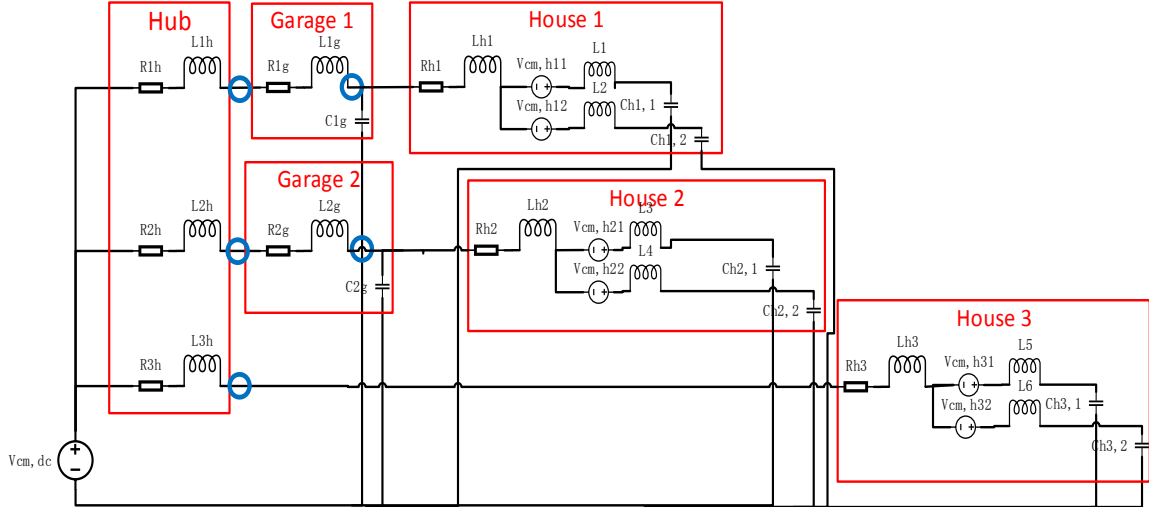 Hub
Garage 1
House 1
L1h
L1g
Lh1
L1
R1h
R1g
Rh1
Vcm,h11
L2
Vcm,h12
Ch1,1
C1g
Ch1,2
Garage 2
House 2
L2h
L2g
Lh2
L3
R2h
R2g
Rh2
Vcm,h21
L4
Vcm,h22
Ch2,1
C2g
Ch2,2
House 3
L3h
Lh3
L5
R3h
Rh3
Vcm,h31
L6
Vcm,h32
Ch3,1
Ch3,2
Vcm,dc